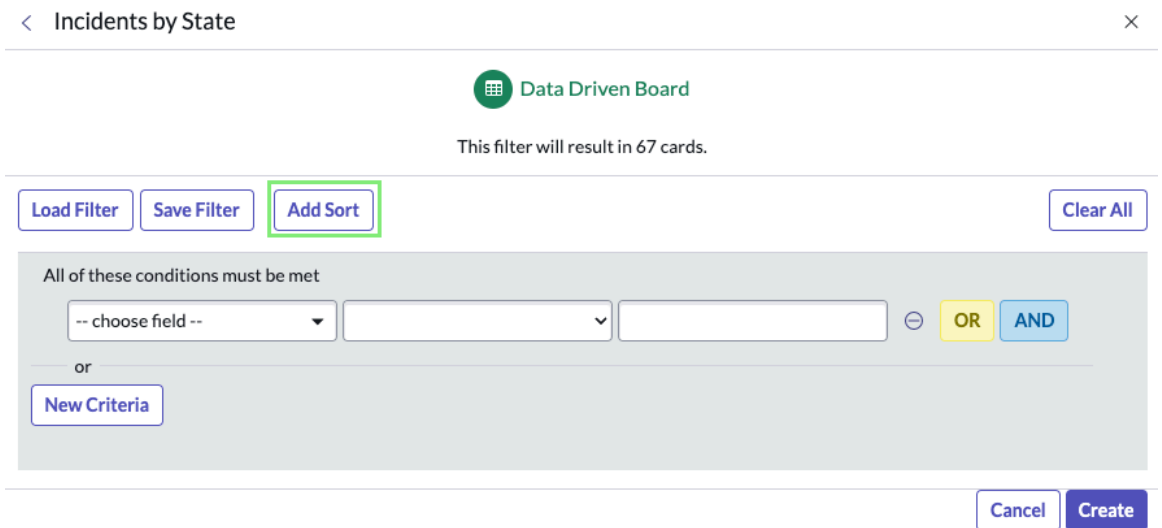 Incidents by State
Data Driven Board
This filter will result in 67 cards.
Load Filter Save Filter Add Sort Clear All
All of these conditions must be met
-- choose field -- OR AND
or
New Criteria
Cancel Create